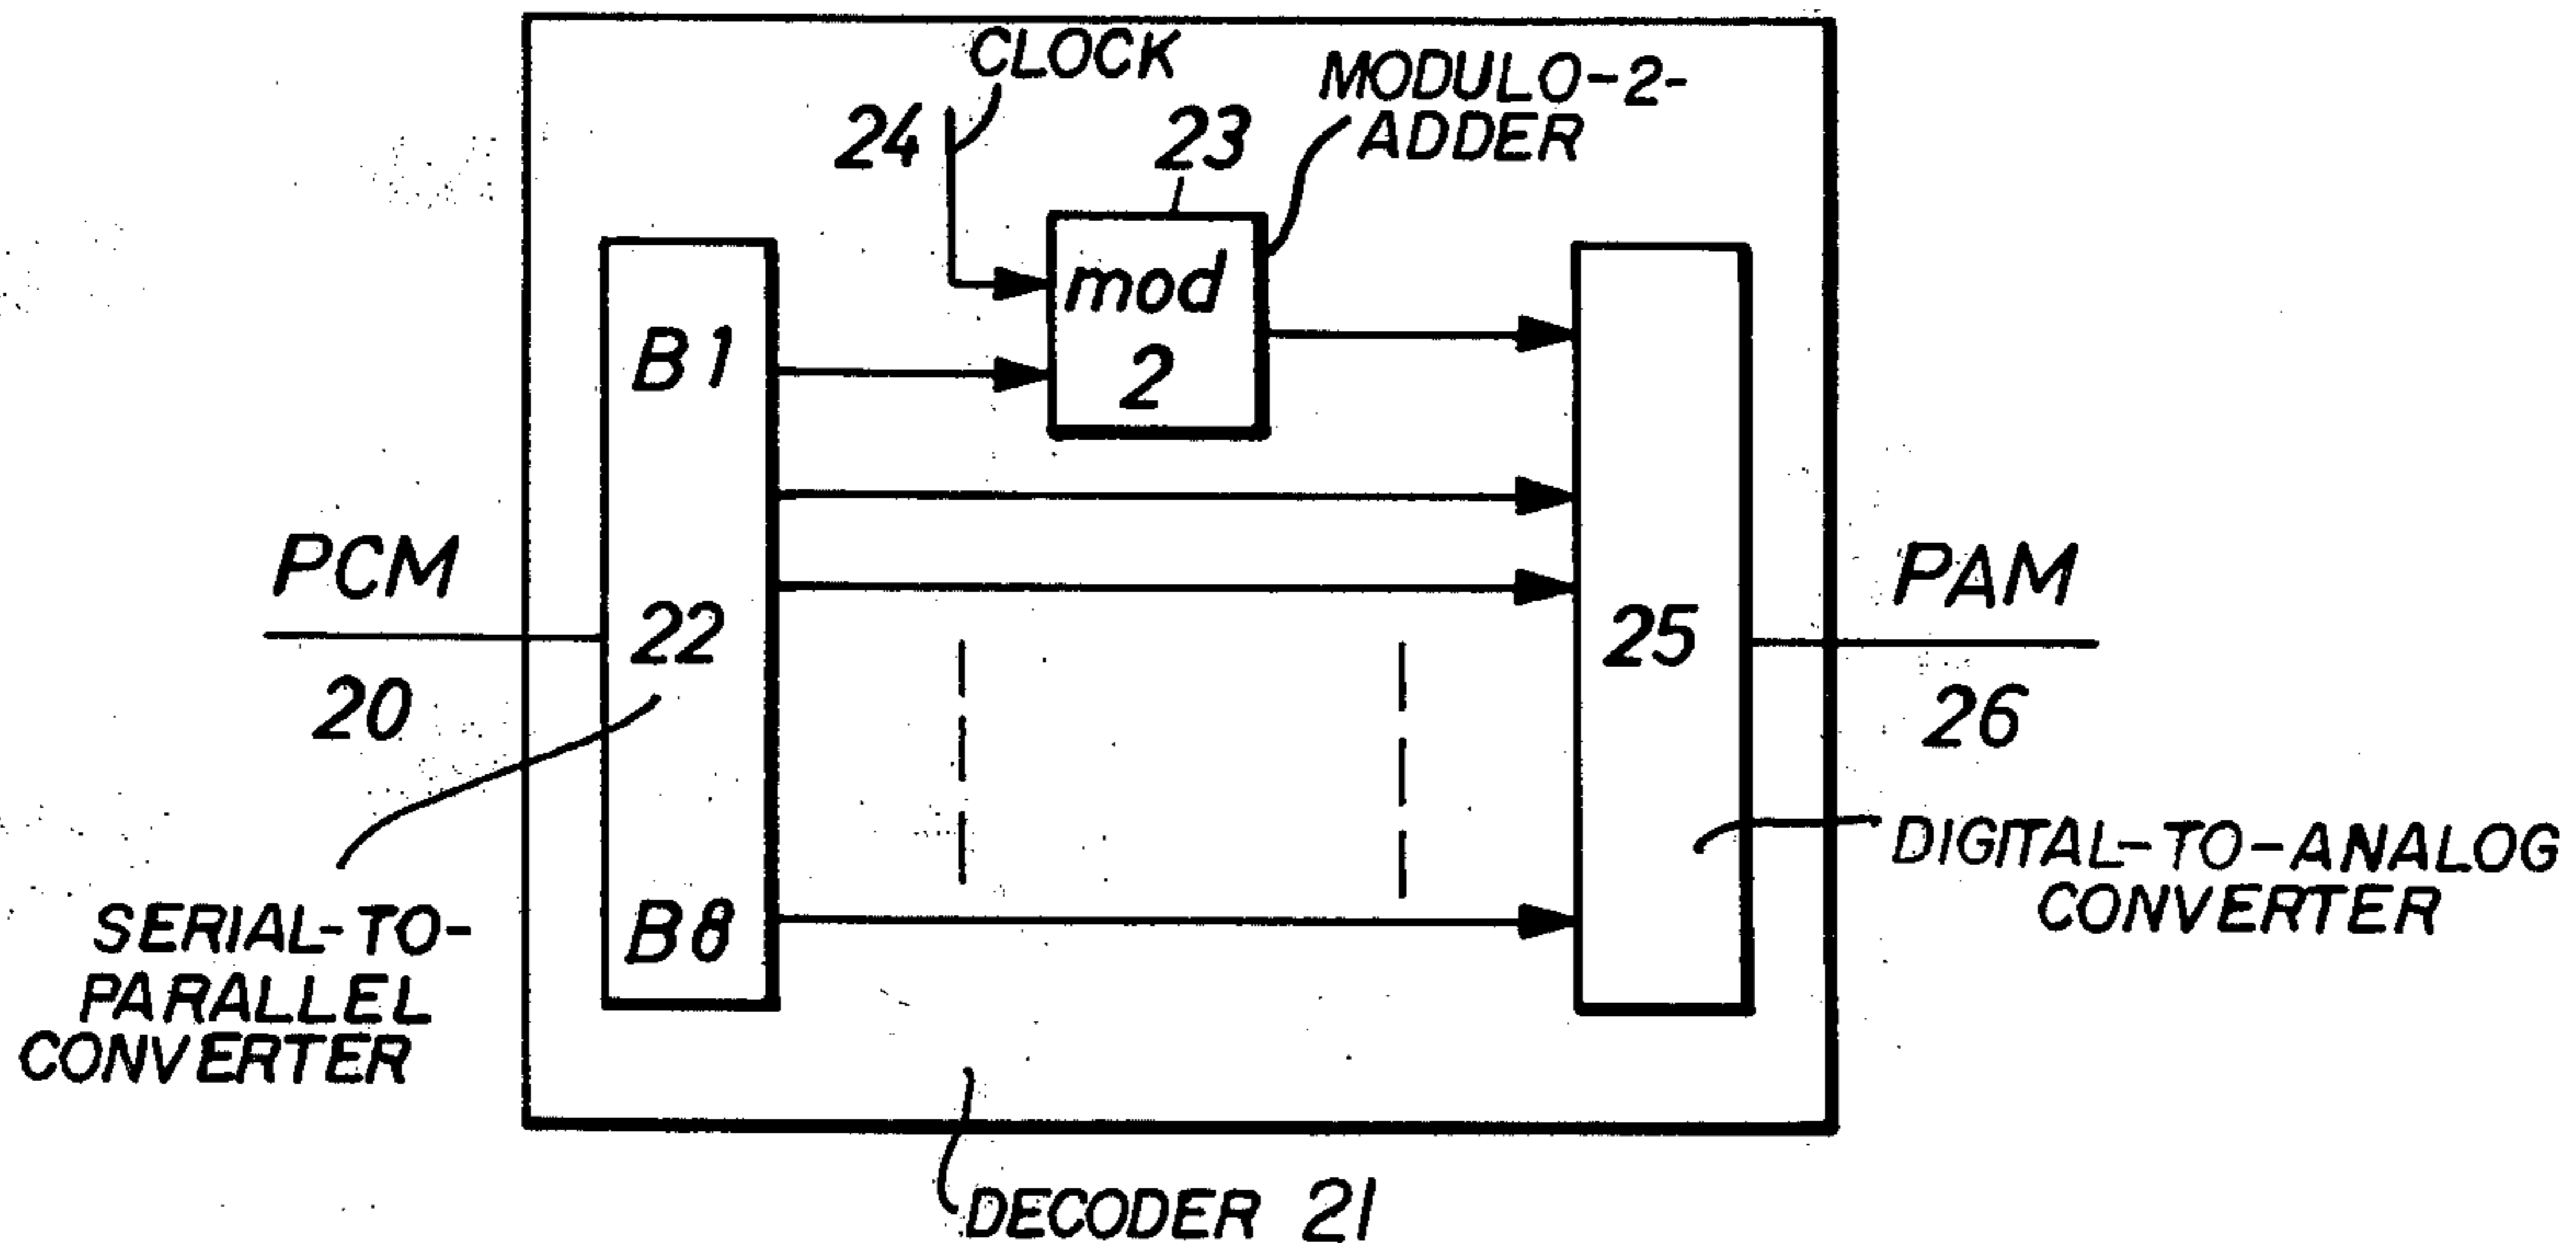 CLOCK
MODULO-2-
ADDER
24
23
mod
2
B1
PCM
22
20
25
PAM
26
SERIAL-TO-
PARALLEL
CONVERTER
B8
DIGITAL-TO-ANALOG
CONVERTER
DECODER 21